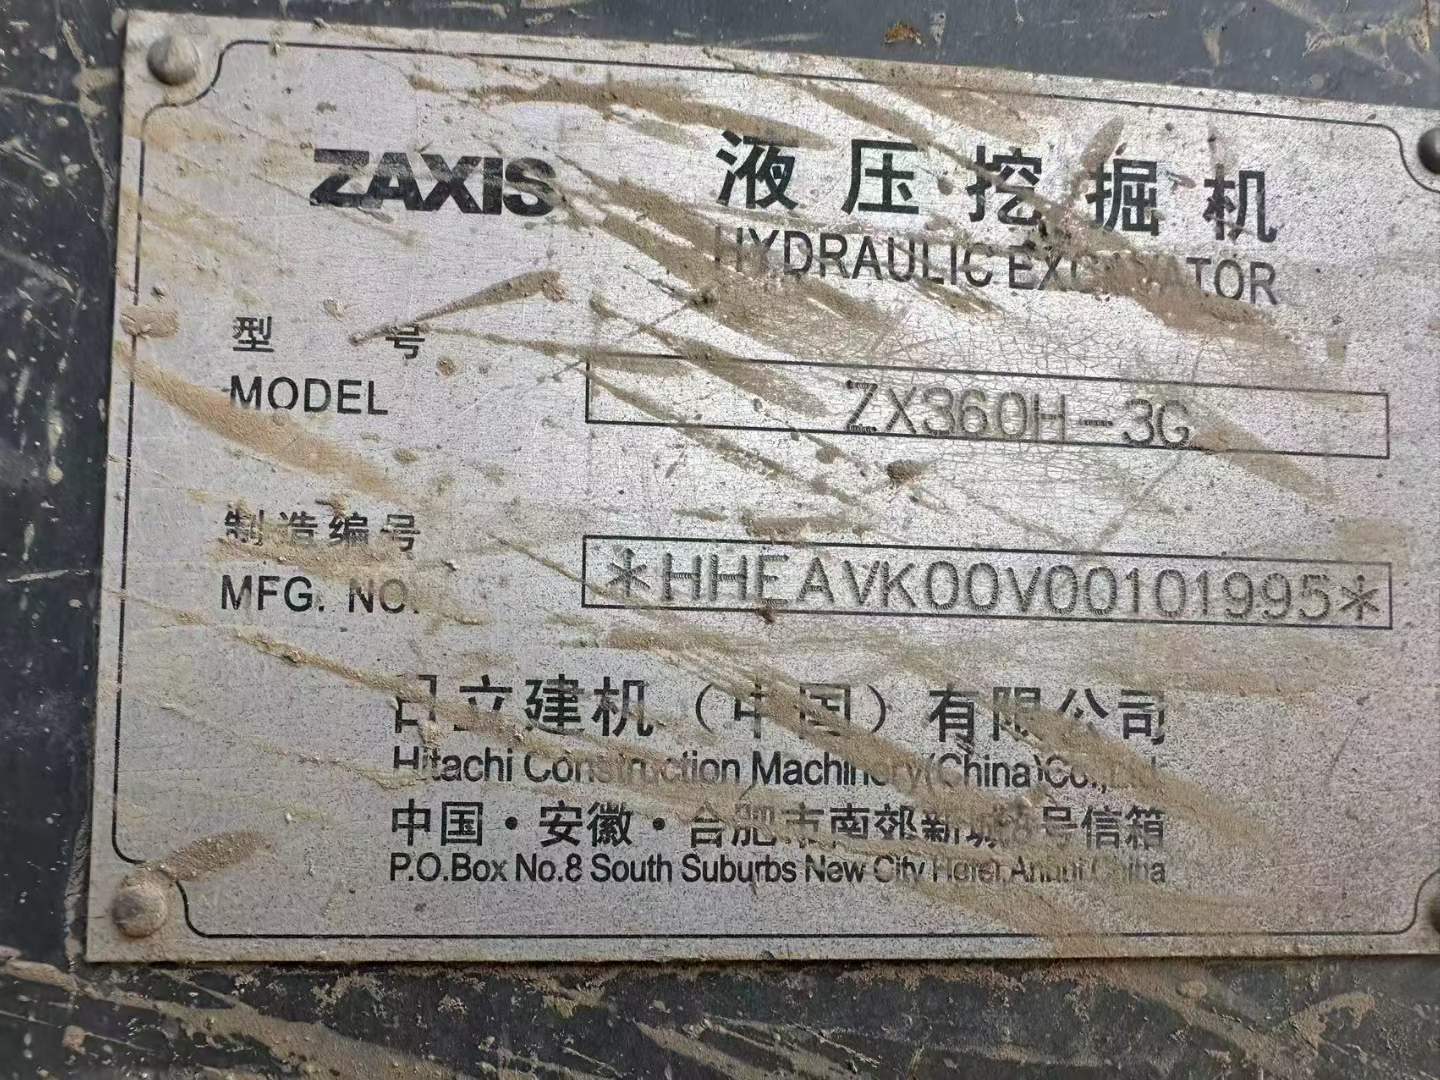 ZAXIS
液压挖掘机
HYDRAULIC EXCAVATOR
型 号
MODEL
ZX360H-3G
制造编号
MFG. NO.
*HHEAVK00V00101995*
日立建机（中国）有限公司
Hitachi Construction Machinery(China)Co.,Ltd.
中国·安徽·合肥市南郊新城8号信箱
P.O.Box No.8 South Suburbs New City Hefei,Anhui China